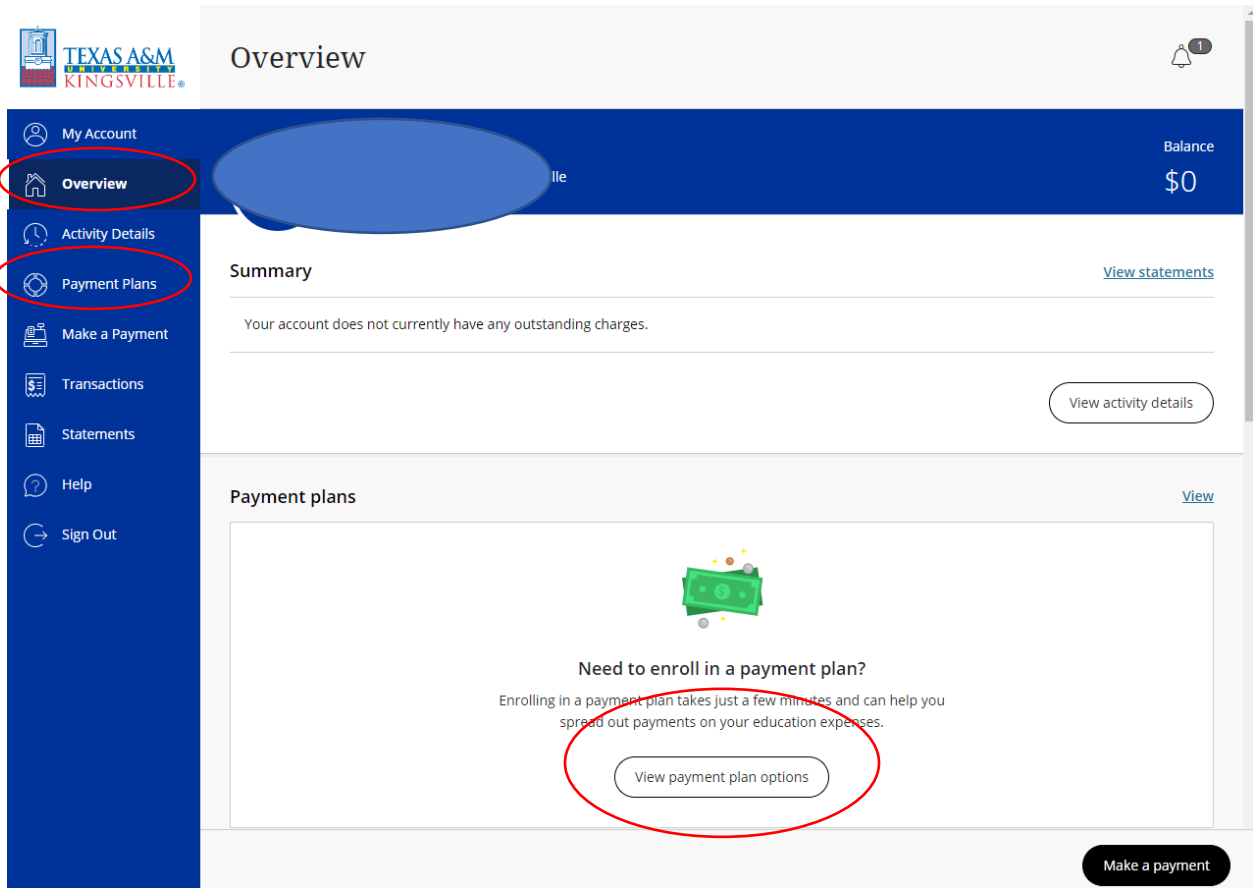 TEXAS A&M
UNIVERSITY
KINGSVILLE®
Overview
1
My Account
Overview
Activity Details
Payment Plans
Make a Payment
Transactions
Statements
Help
Sign Out
lle
Balance
$0
Summary
View statements
Your account does not currently have any outstanding charges.
View activity details
Payment plans
View
Need to enroll in a payment plan?
Enrolling in a payment plan takes just a few minutes and can help you
spread out payments on your education expenses.
View payment plan options
Make a payment